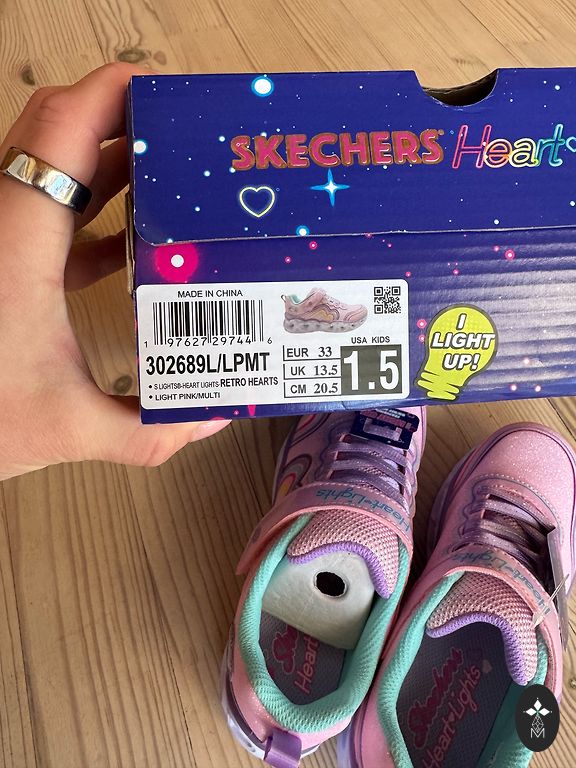 SKECHERS Heart
MADE IN CHINA
1 97627 29744 6
302689L/LPMT
• S LIGHTS®-HEART LIGHTS-RETRO HEARTS
• LIGHT PINK/MULTI
EUR 33
UK 13.5
CM 20.5
USA KIDS
1.5
I
LIGHT
UP!
Heart Lights
Heart Lights
Skechers
Heart
Skechers
Heart Lights
M